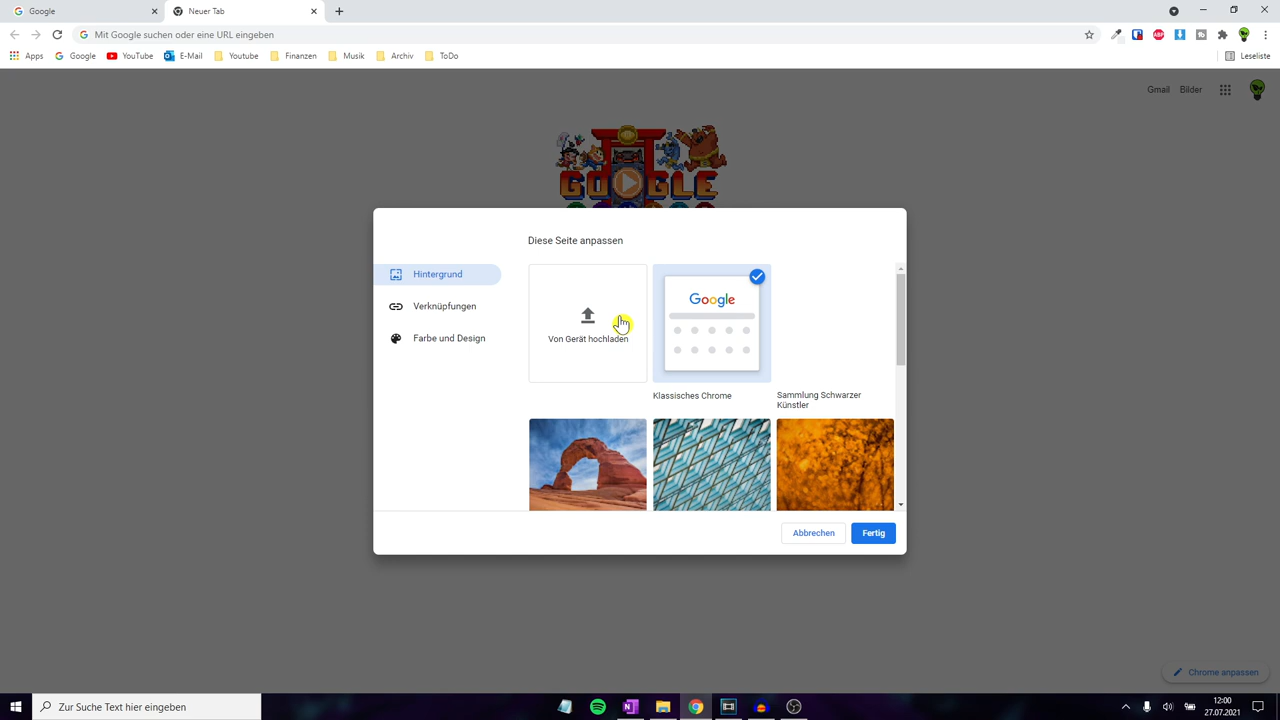 Google
Neuer Tab
Mit Google suchen oder eine URL eingeben
ABP
Apps
Google
YouTube
E-Mail
Youtube
Finanzen
Musik
Archiv
ToDo
Leseliste
Gmail
Bilder
GOOGLE
Diese Seite anpassen
Hintergrund
Verknüpfungen
Farbe und Design
Von Gerät hochladen
Google
Klassisches Chrome
Sammlung Schwarzer
Künstler
Abbrechen
Fertig
Chrome anpassen
Zur Suche Text hier eingeben
12:00
27.07.2021